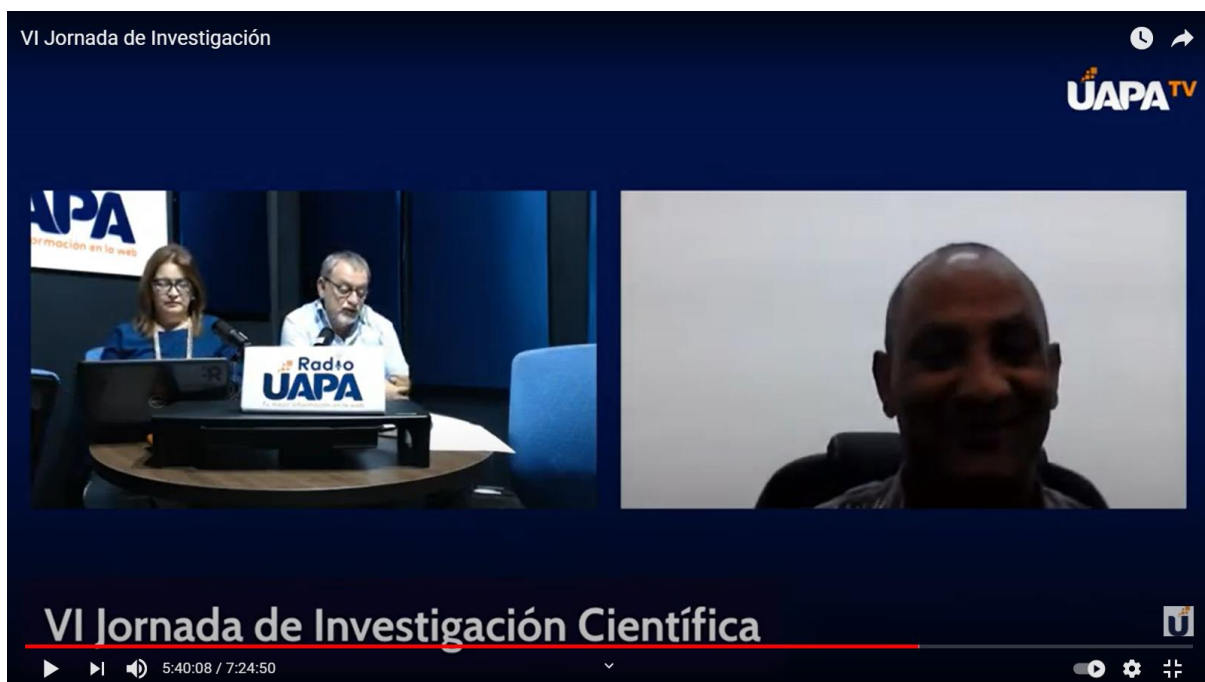 VI Jornada de Investigación
UAPA TV
APA
ormación en la web
Radio
UAPA
VI Jornada de Investigación Científica
5:40:08 / 7:24:50